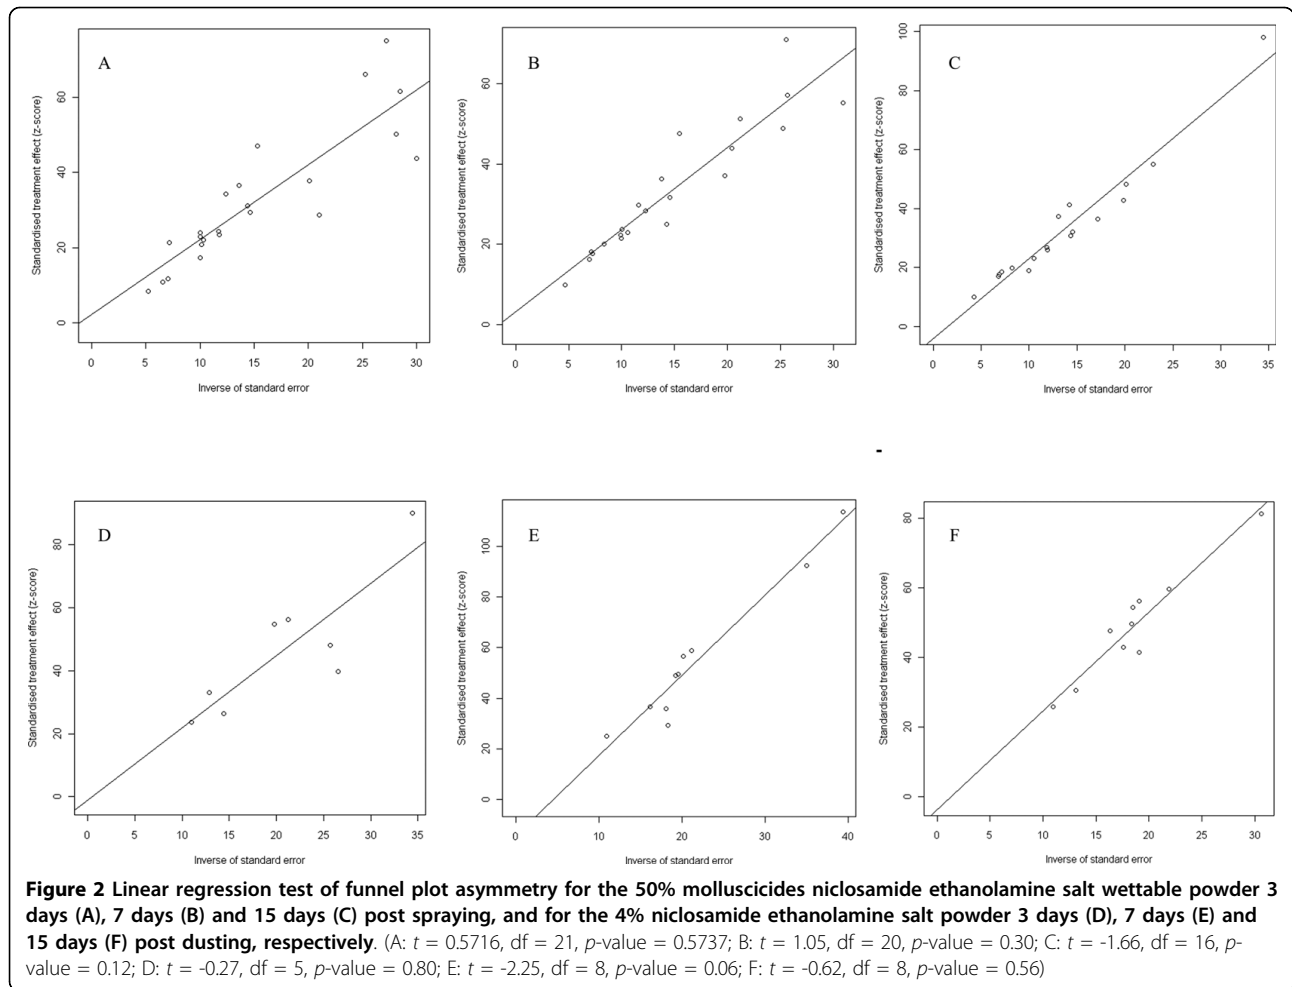 A
Standardised treatment effect (z-score)
0
20
40
60
0 5 10 15 20 25 30
Inverse of standard error
B
Standardised treatment effect (z-score)
0
20
40
60
0 5 10 15 20 25 30
Inverse of standard error
C
Standardised treatment effect (z-score)
0
20
40
60
80
100
0 5 10 15 20 25 30 35
Inverse of standard error
-
D
Standardised treatment effect (z-score)
0
20
40
60
80
0 5 10 15 20 25 30 35
Inverse of standard error
E
Standardised treatment effect (z-score)
0
20
40
60
80
100
0 10 20 30 40
Inverse of standard error
F
Standardised treatment effect (z-score)
0
20
40
60
80
0 5 10 15 20 25 30
Inverse of standard error
Figure 2 Linear regression test of funnel plot asymmetry for the 50% molluscicides niclosamide ethanolamine salt wettable powder 3
days (A), 7 days (B) and 15 days (C) post spraying, and for the 4% niclosamide ethanolamine salt powder 3 days (D), 7 days (E) and
15 days (F) post dusting, respectively. (A: t = 0.5716, df = 21, p-value = 0.5737; B: t = 1.05, df = 20, p-value = 0.30; C: t = -1.66, df = 16, p-
value = 0.12; D: t = -0.27, df = 5, p-value = 0.80; E: t = -2.25, df = 8, p-value = 0.06; F: t = -0.62, df = 8, p-value = 0.56)